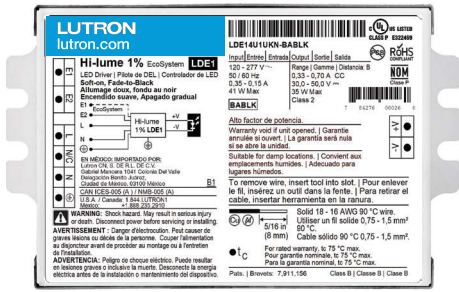 LUTRON
lutron.com
Hi-lume 1% EcoSystem LDE1
LED Driver | Pilote de DEL | Controlador de LED
Soft-on, Fade-to-Black
Allumage doux, fondu au noir
Encendido suave, Apagado gradual
E1
E2
L
N
N/C
N
E1
EcoSystem
E2
L
N
Hi-lume
1% LDE1
+V
-V
EN MÉXICO: IMPORTADO POR:
Lutron CN, S. DE R.L. DE C.V.
Gabriel Mancera 1041 Colonia Del Valle
Delegación Benito Juárez,
Ciudad de México, 03100 México
B1
CAN ICES-005 (A) / NMB-005 (A)
U.S.A. / Canada: 1.844.LUTRON1
Mexico: +1.888.235.2910
WARNING: Shock hazard. May result in serious injury
or death. Disconnect power before servicing or installing.
AVERTISSEMENT : Danger d'électrocution. Peut causer de
graves lésions ou décès de la personne. Couper l'alimentation
au disjoncteur avant de procéder au montage ou à l'entretien
de l'installation.
ADVERTENCIA: Peligro de choque eléctrico. Puede resultar
en lesiones graves o inclusive la muerte. Desconecte la energía
eléctrica antes de la instalación o mantenimiento del dispositivo.
LDE14U1UKN-BABLK
Input | Entrée | Entrada
120 - 277 V~
50 / 60 Hz
0,35 - 0,15 A
41 W Max
BABLK
Output | Sortie | Salida
Range | Gamme | Distancia: B
0,33 - 0,70 A CC
30,0 - 50,0 V
35 W Max
Class 2
c UL US LISTED
CLASS P E322469
RoHS
COMPLIANT
NOM
Class P
7 84276 00026
Alto factor de potencia.
Warranty void if unit opened. | Garantie
annulée si ouvert. | La garantía será nula
si se abre la unidad.
Suitable for damp locations. | Convient aux
emplacements humides. | Adecuado para
lugares húmedos.
+V
-V
To remove wire, insert tool into slot. | Pour enlever
le fil, insérez un outil dans la fente. | Para retirar el
cable, insertar herramienta en la ranura.
5/16 in
(8 mm)
Solid 18 - 16 AWG 90 °C wire.
Utiliser un fil solide 0,75 - 1,5 mm²
90 °C.
Cable sólido 90 °C 0,75 - 1,5 mm².
tc
For rated warranty, tc 75 °C max.
Pour la garantie nominale, tc 75 °C max.
Para la garantía nominal, tc 75 °C max.
Pats. | Brevets: 7,911,156
Class B | Classe B | Clase B